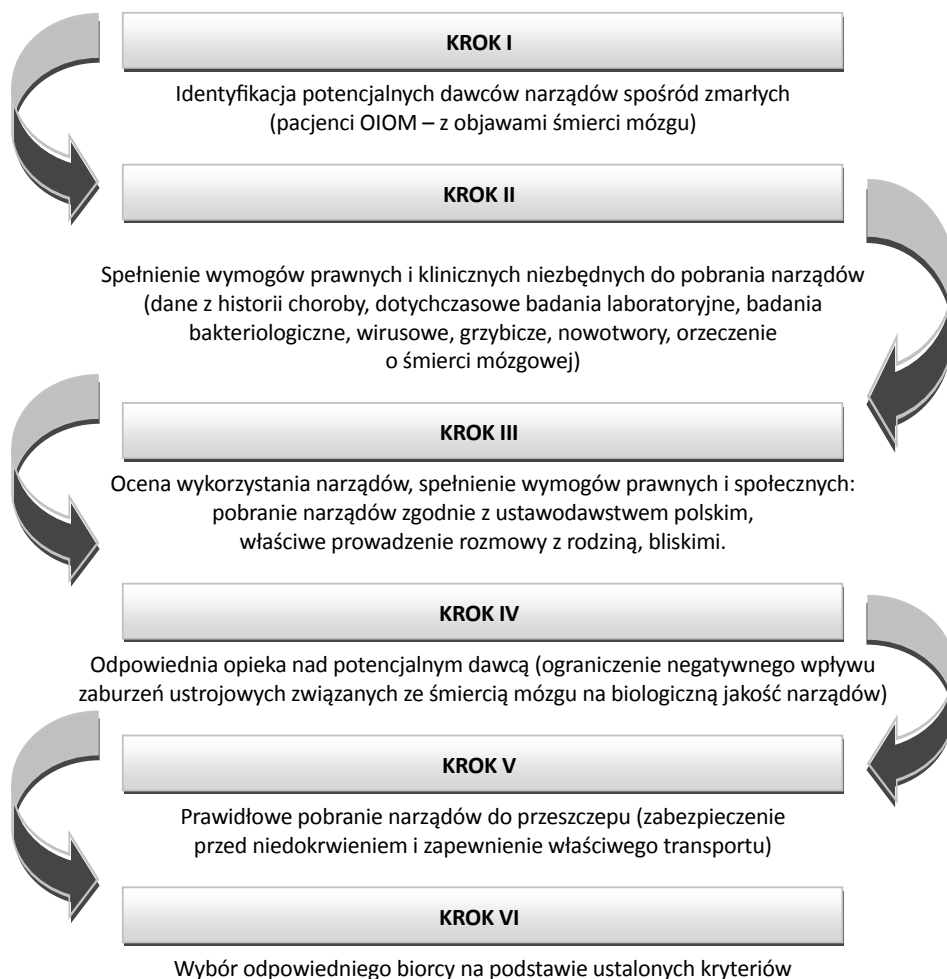 KROK I
Identyfikacja potencjalnych dawców narządów spośród zmarłych
(pacjenci OIOM – z objawami śmierci mózgu)
KROK II
Spełnienie wymogów prawnych i klinicznych niezbędnych do pobrania narządów
(dane z historii choroby, dotychczasowe badania laboratoryjne, badania
bakteriologiczne, wirusowe, grzybicze, nowotwory, orzeczenie
o śmierci mózgowej)
KROK III
Ocena wykorzystania narządów, spełnienie wymogów prawnych i społecznych:
pobranie narządów zgodnie z ustawodawstwem polskim,
właściwe prowadzenie rozmowy z rodziną, bliskimi.
KROK IV
Odpowiednia opieka nad potencjalnym dawcą (ograniczenie negatywnego wpływu
zaburzeń ustrojowych związanych ze śmiercią mózgu na biologiczną jakość narządów)
KROK V
Prawidłowe pobranie narządów do przeszczepu (zabezpieczenie
przed niedokrwieniem i zapewnienie właściwego transportu)
KROK VI
Wybór odpowiedniego biorcy na podstawie ustalonych kryteriów